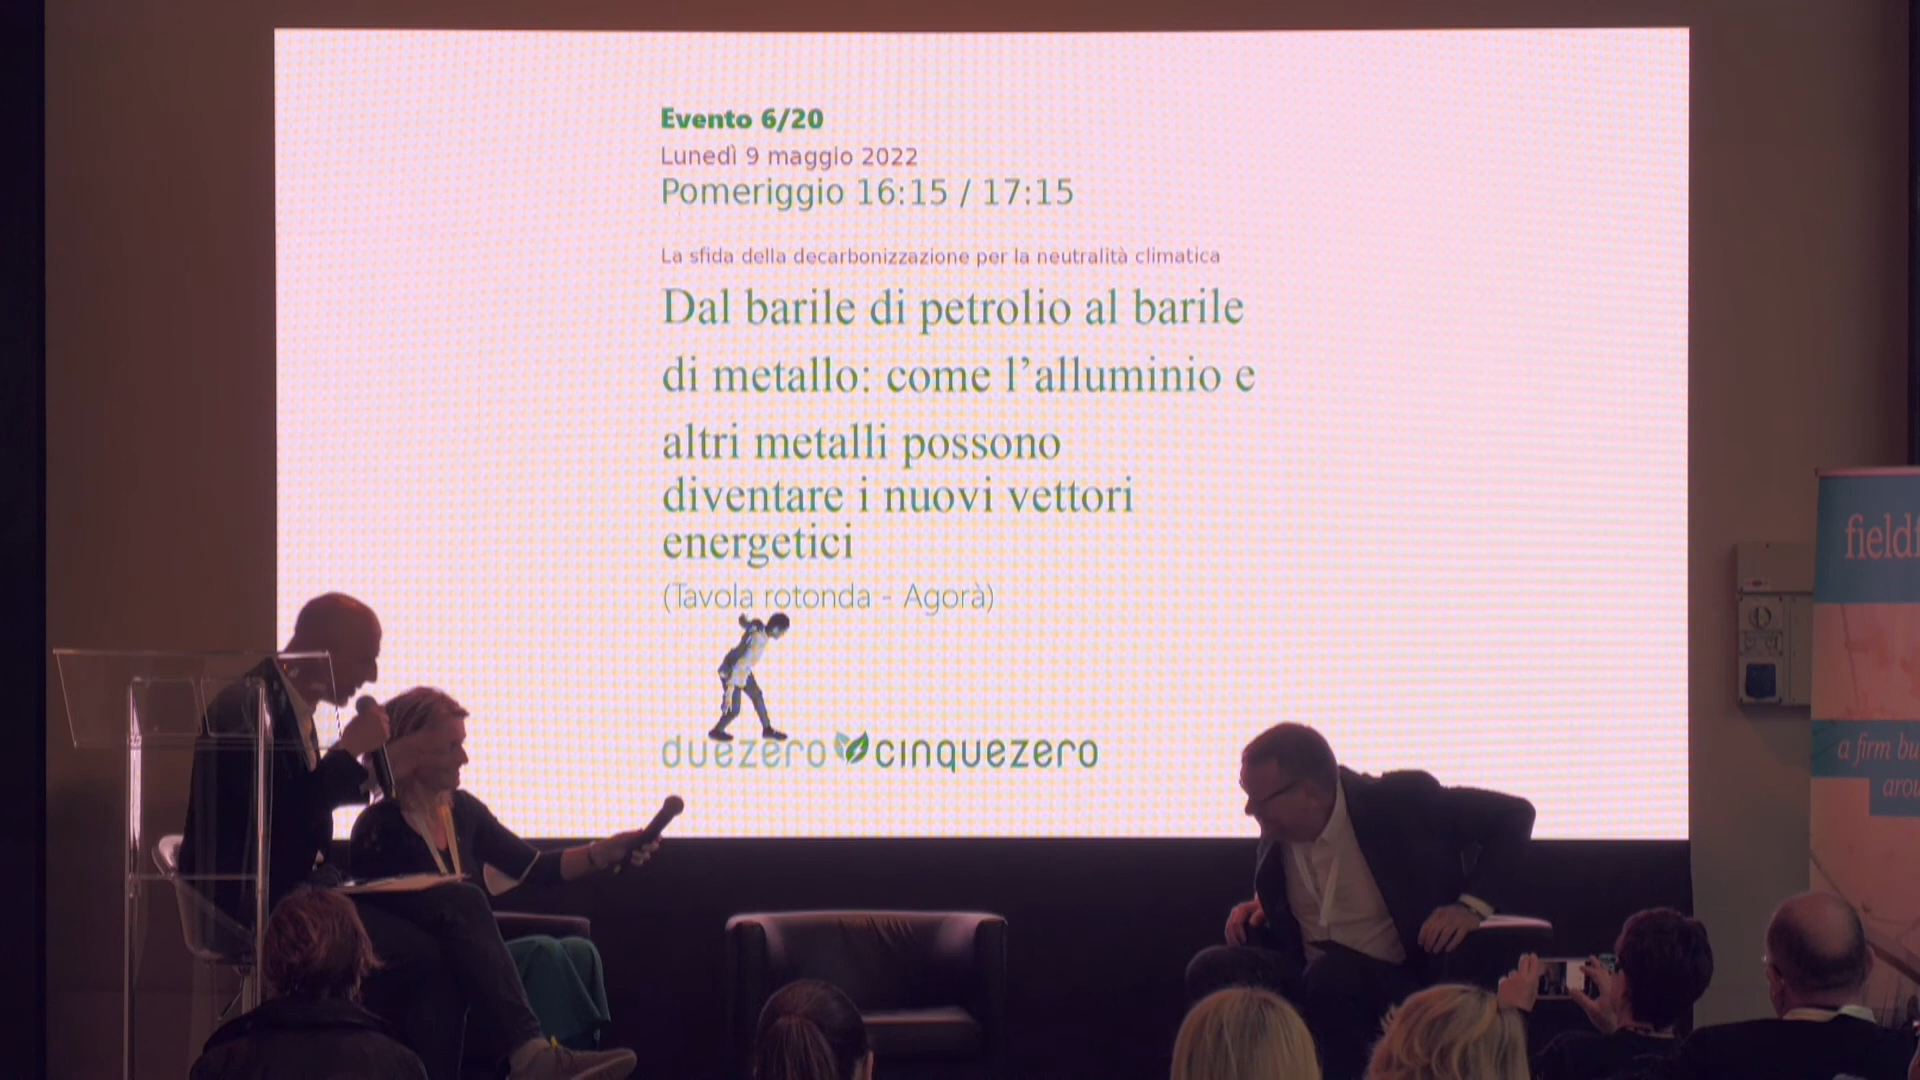 Evento 6/20
Lunedì 9 maggio 2022
Pomeriggio 16:15 / 17:15
La sfida della decarbonizzazione per la neutralità climatica
Dal barile di petrolio al barile
di metallo: come l’alluminio e
altri metalli possono
diventare i nuovi vettori
energetici
(Tavola rotonda - Agorà)
duezero cinquezero
a firm